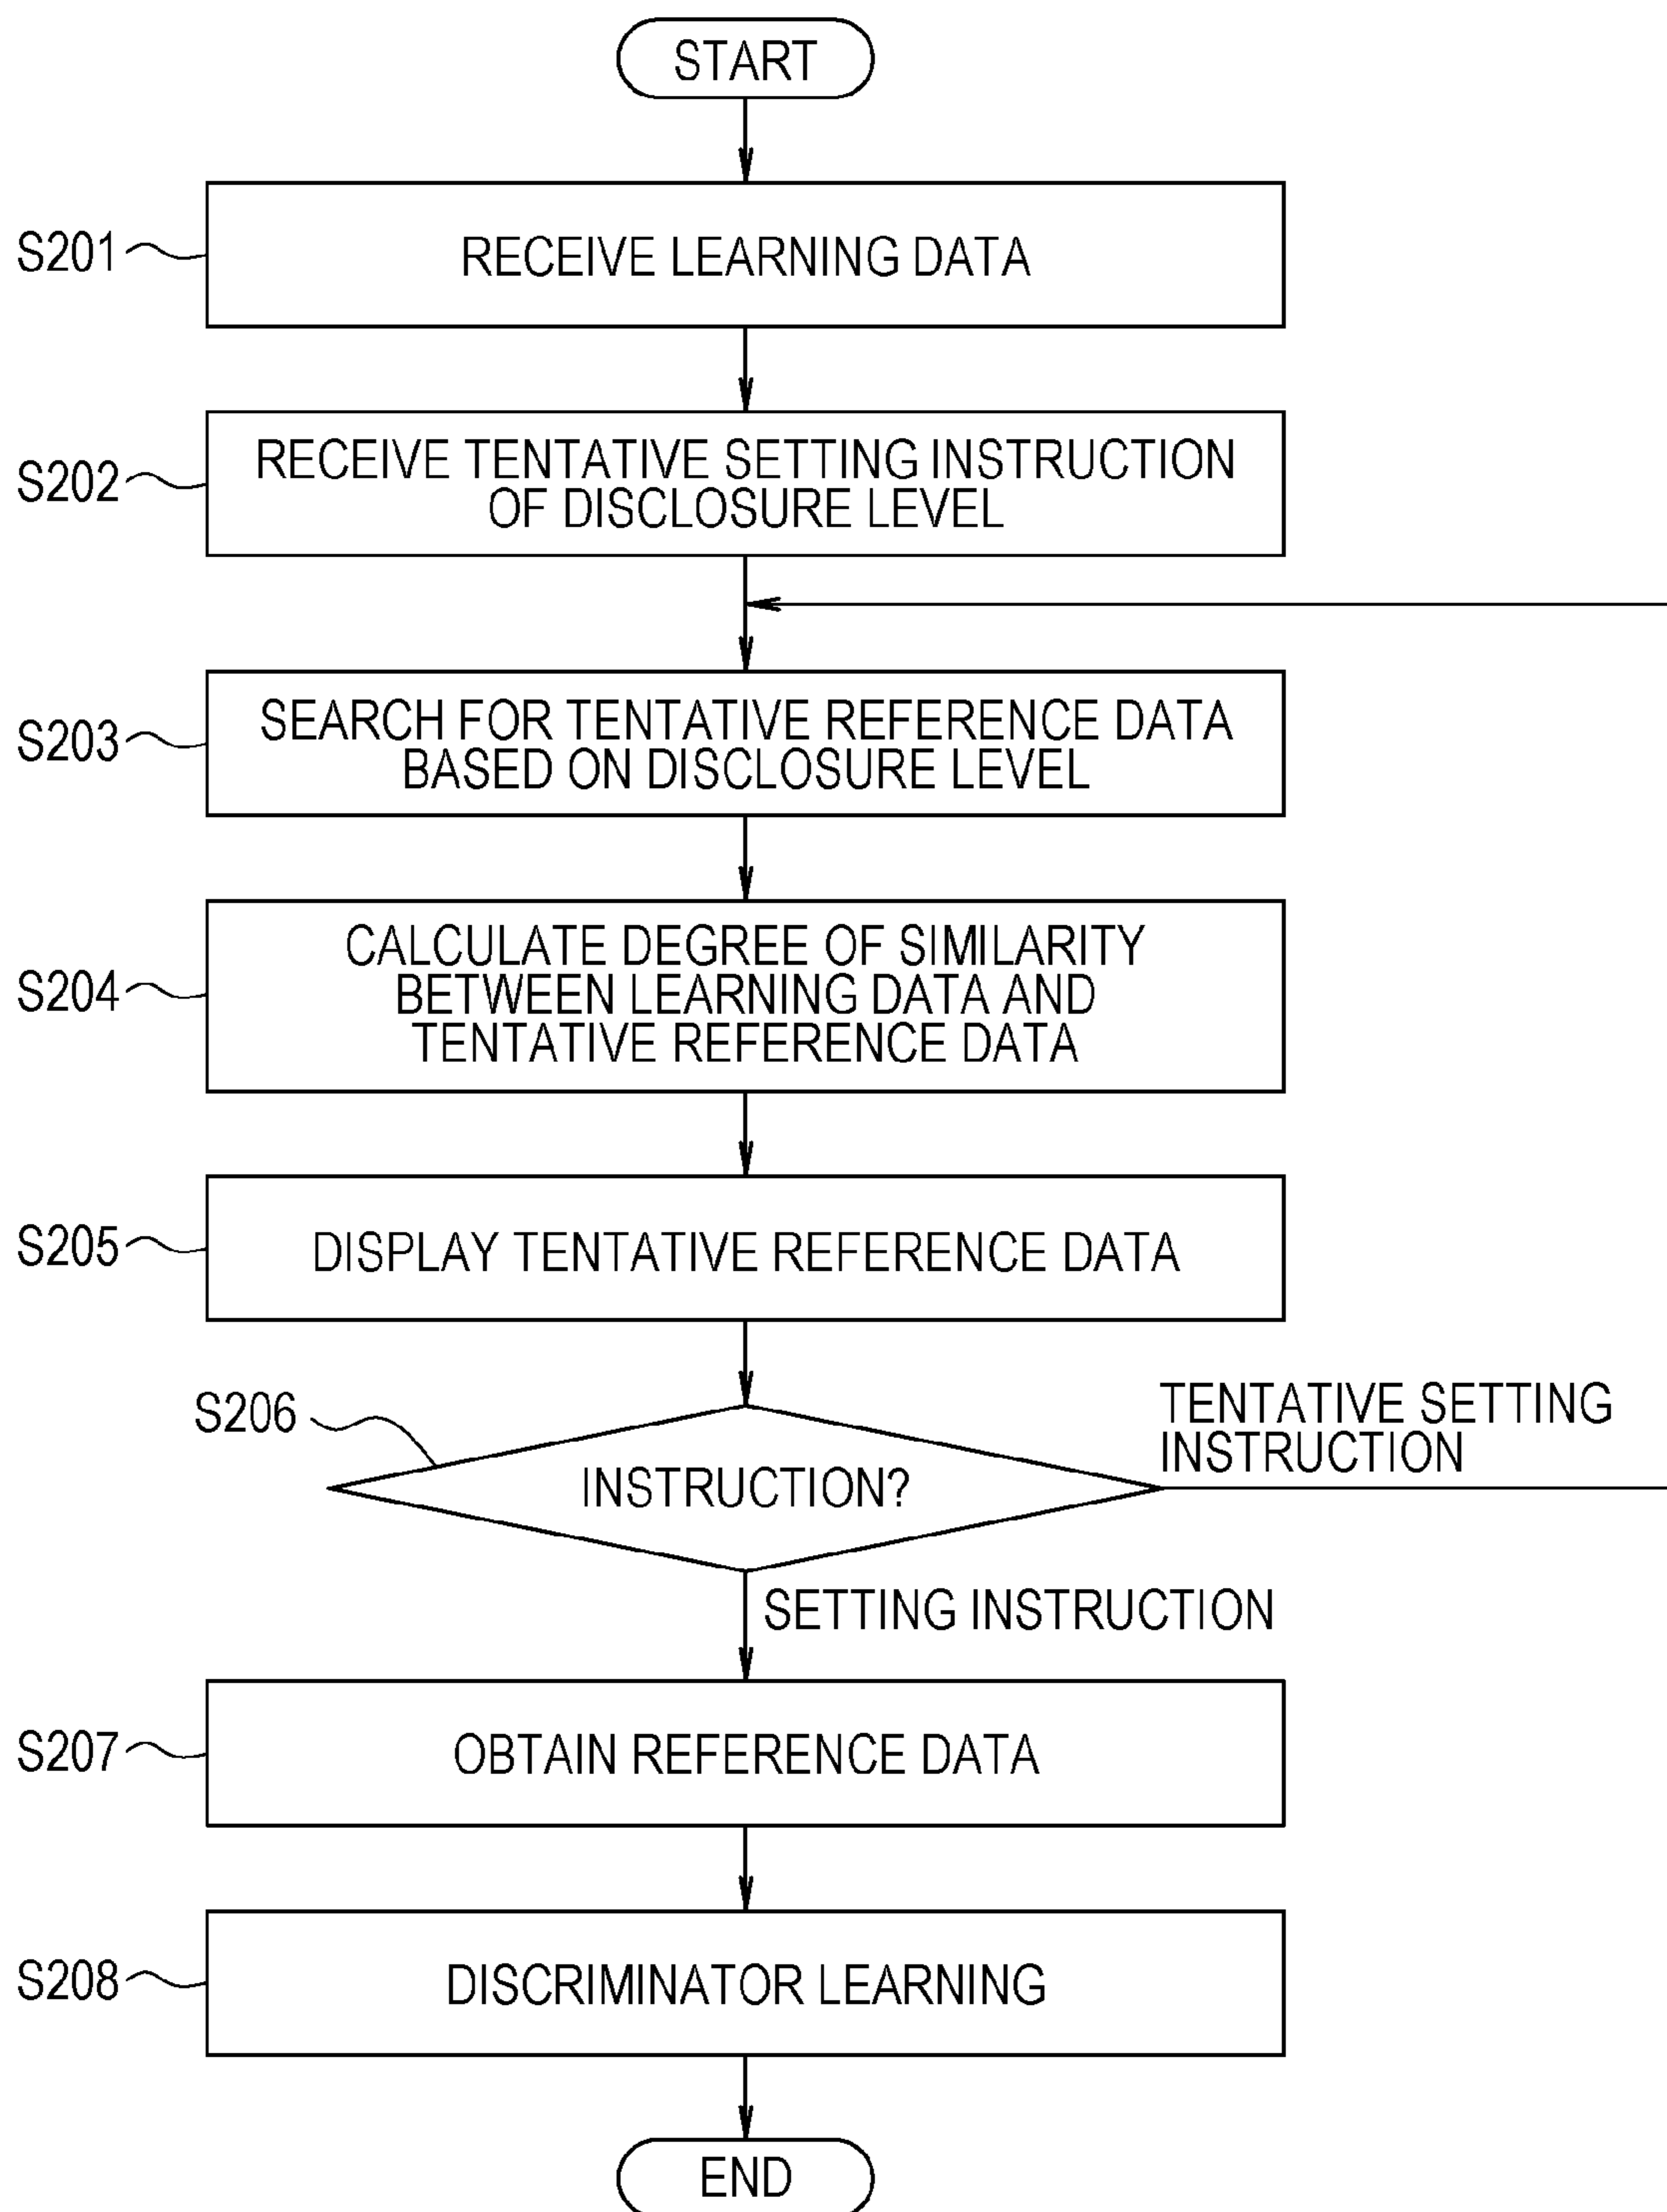 START
S201
RECEIVE LEARNING DATA
S202
RECEIVE TENTATIVE SETTING INSTRUCTION
OF DISCLOSURE LEVEL
S203
SEARCH FOR TENTATIVE REFERENCE DATA
BASED ON DISCLOSURE LEVEL
S204
CALCULATE DEGREE OF SIMILARITY
BETWEEN LEARNING DATA AND
TENTATIVE REFERENCE DATA
S205
DISPLAY TENTATIVE REFERENCE DATA
S206
INSTRUCTION?
TENTATIVE SETTING
INSTRUCTION
SETTING INSTRUCTION
S207
OBTAIN REFERENCE DATA
S208
DISCRIMINATOR LEARNING
END